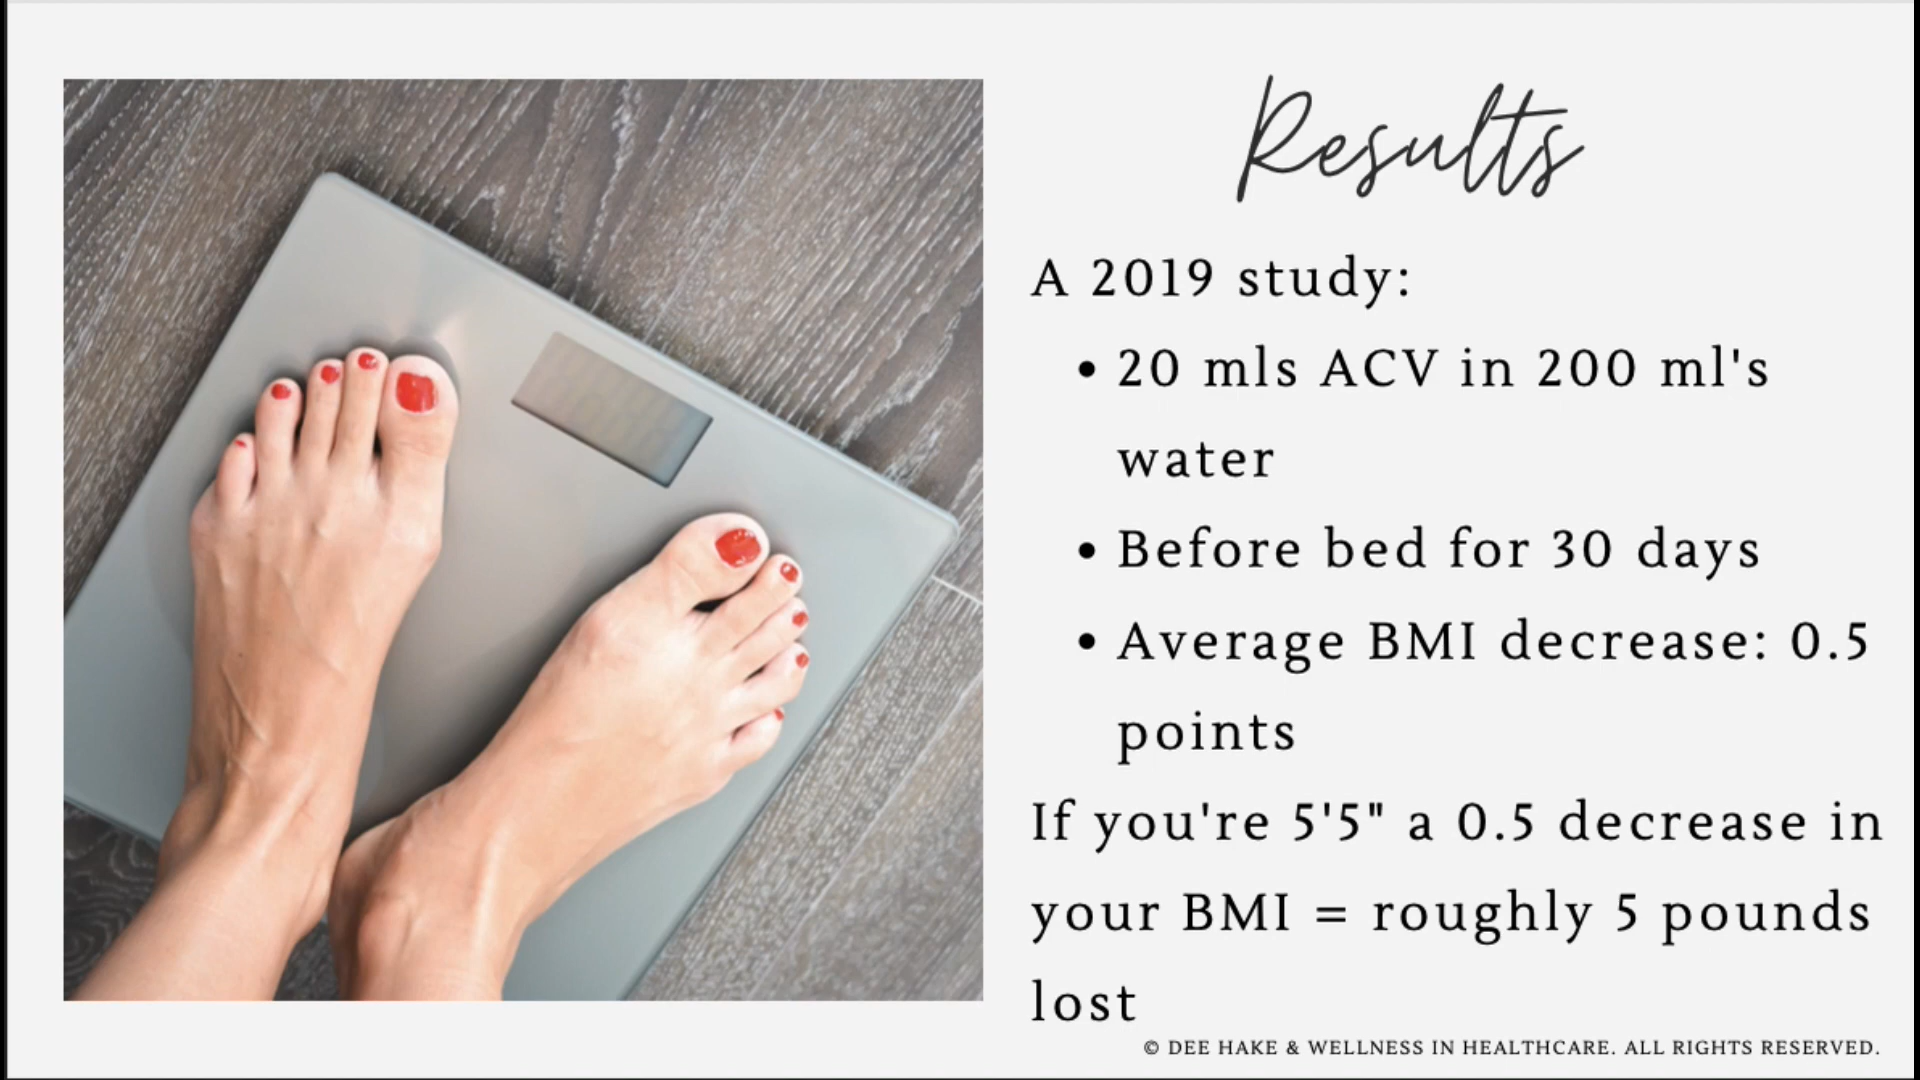 Results
A 2019 study:
• 20 mls ACV in 200 ml's
water
• Before bed for 30 days
• Average BMI decrease: 0.5
points
If you're 5'5" a 0.5 decrease in
your BMI = roughly 5 pounds
lost
© DEE HAKE & WELLNESS IN HEALTHCARE. ALL RIGHTS RESERVED.